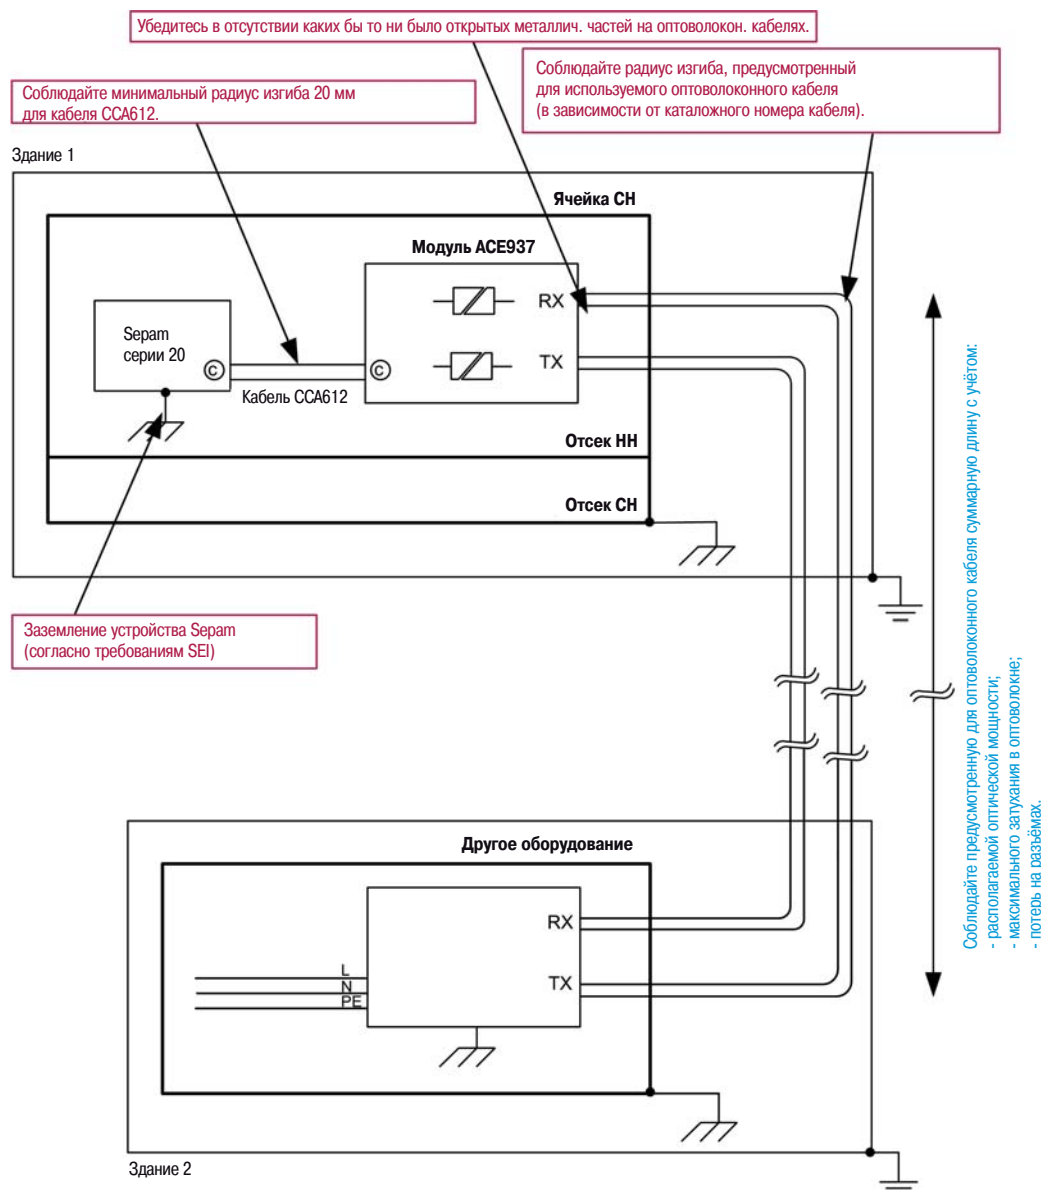 Убедитесь в отсутствии каких бы то ни было открытых металлич. частей на оптоволокон. кабелях.
Соблюдайте радиус изгиба, предусмотренный
для используемого оптоволоконного кабеля
(в зависимости от каталожного номера кабеля).
Соблюдайте минимальный радиус изгиба 20 мм
для кабеля CCA612.
Здание 1
Ячейка СН
Модуль ACE937
RX
Sepam
серии 20
C
C
TX
Кабель CCA612
Отсек НН
Отсек СН
Заземление устройства Sepam
(согласно требованиям SEI)
Соблюдайте предусмотренную для оптоволоконного кабеля суммарную длину с учётом:
- располагаемой оптической мощности;
- максимального затухания в оптоволокне;
- потерь на разъёмах.
Другое оборудование
RX
L
N
PE
TX
Здание 2